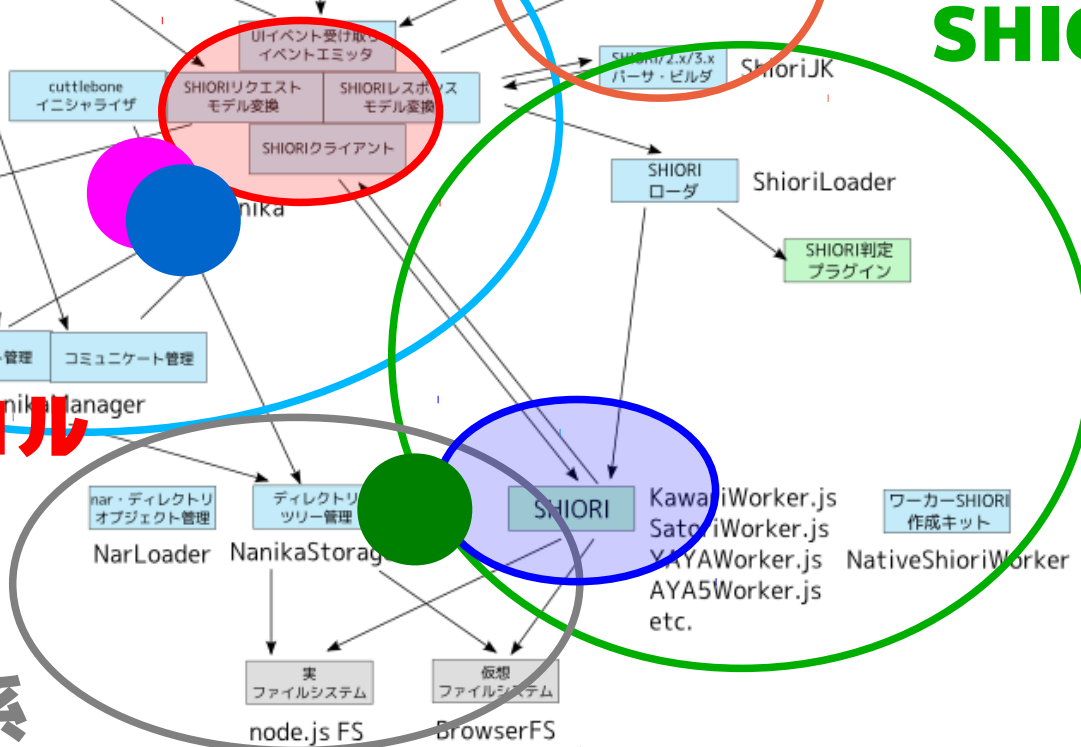 SHIO
UIイベント受け取り
イベントエミッタ
SHIORI/2.x/3.x
パーサ・ビルダ
ShioriJK
cuttlebone
イニシャライザ
SHIORIリクエスト
モデル変換
SHIORIレスポンス
モデル変換
SHIORIクライアント
SHIORI
ローダ
ShioriLoader
nika
SHIORI判定
プラグイン
管理
コミュニケート管理
nikaManager
ル
nar・ディレクトリ
オブジェクト管理
NarLoader
ディレクトリ
ツリー管理
NanikaStorage
SHIORI
KawariWorker.js
SatoriWorker.js
YAYAWorker.js
AYA5Worker.js
etc.
ワーカーSHIORI
作成キット
NativeShioriWorker
実
ファイルシステム
node.js FS
仮想
ファイルシステム
BrowserFS